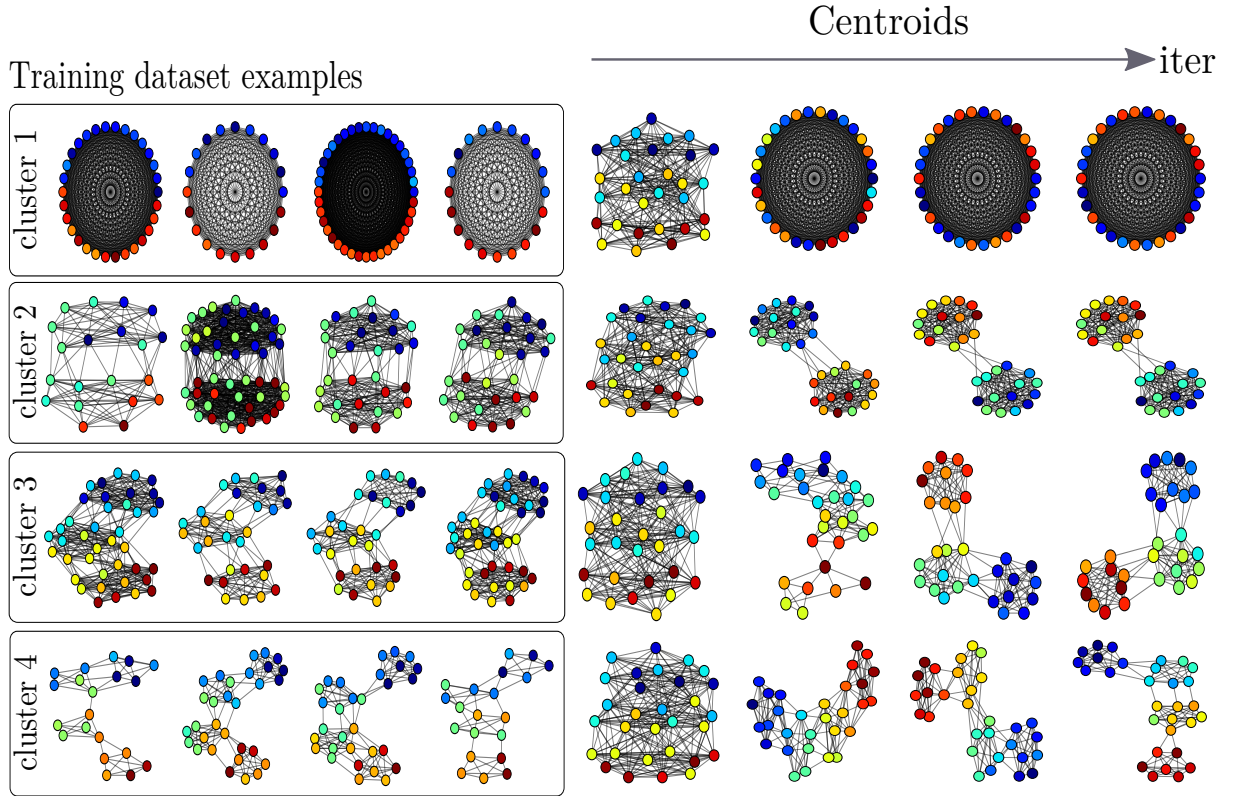 Centroids
iter
Training dataset examples
cluster 1
cluster 2
cluster 3
cluster 4